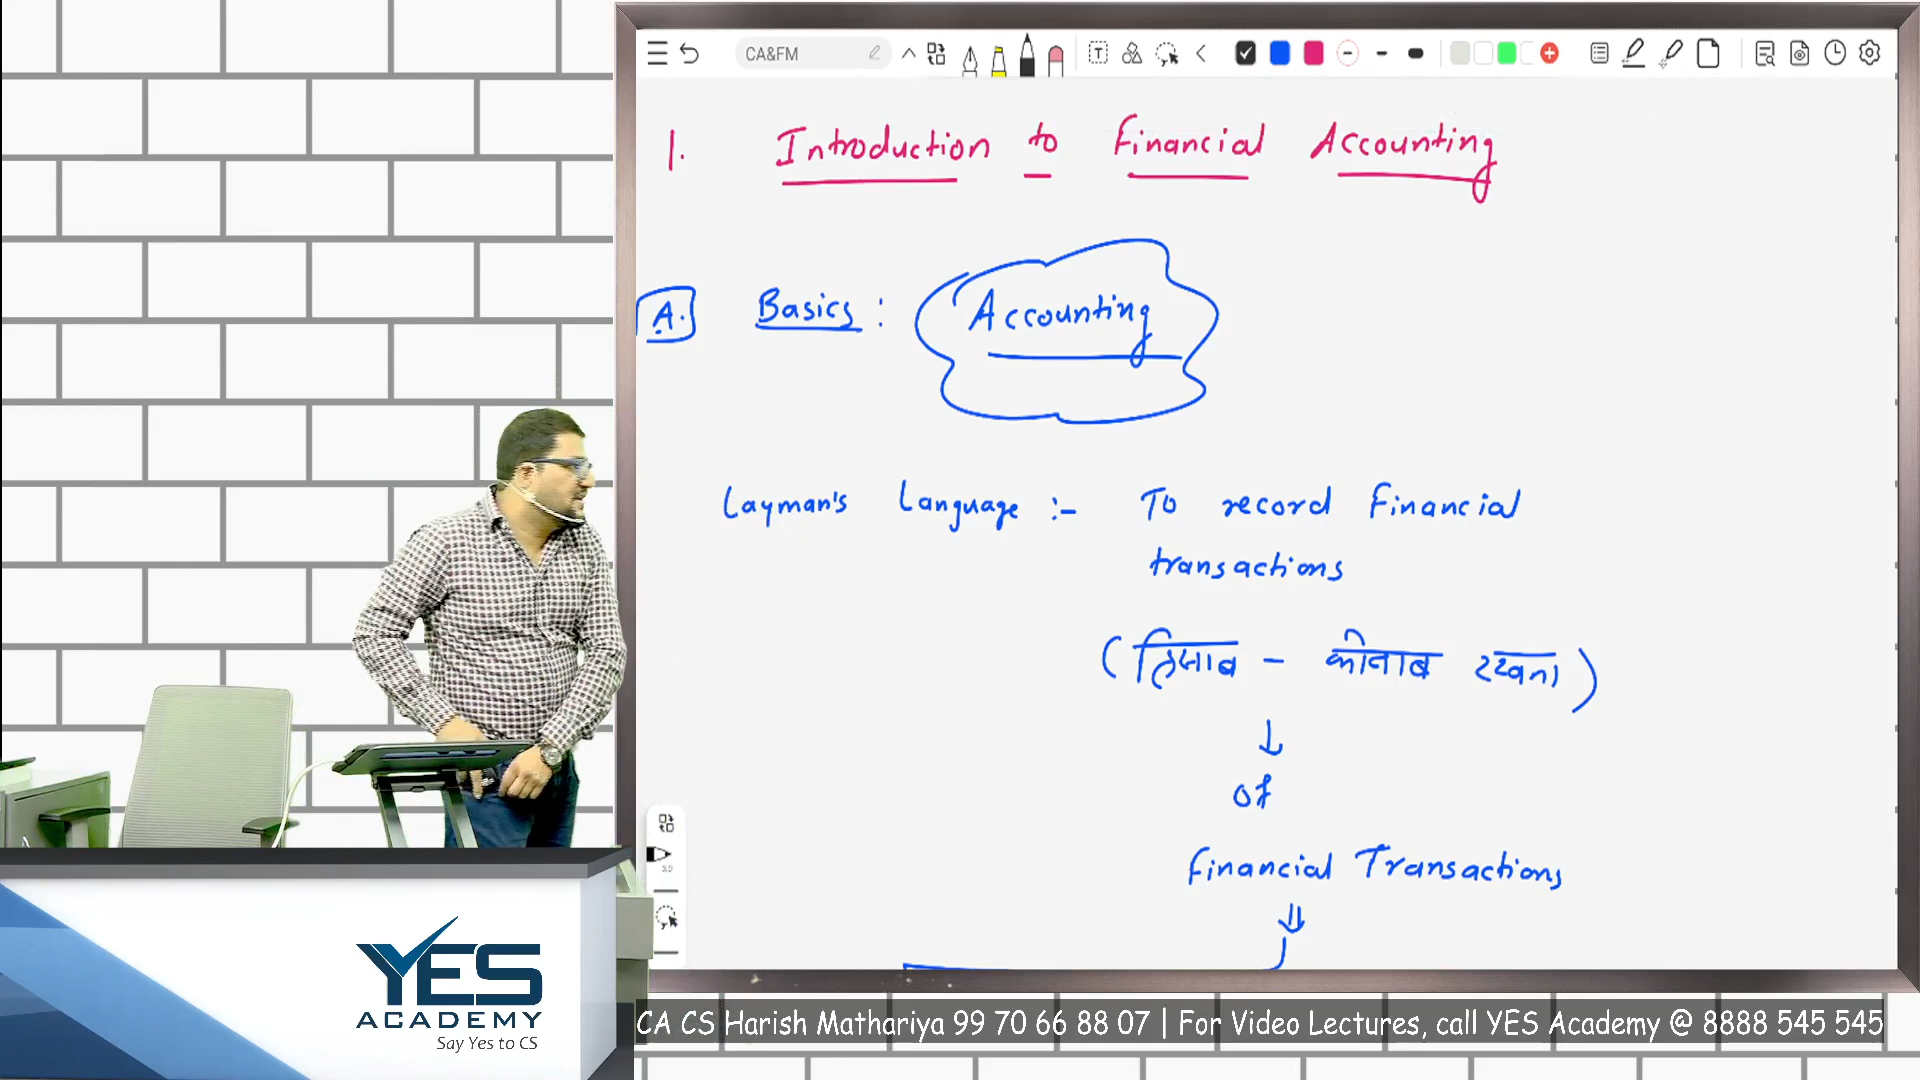 CA&FM
1. Introduction to Financial Accounting
A. Basics : Accounting
Layman's Language :- To record Financial
transactions
(हिसाब - कीताब रखना)
↓
of
Financial Transactions
⇓
YES
ACADEMY
Say Yes to CS
CA CS Harish Mathariya 99 70 66 88 07 | For Video Lectures, call YES Academy @ 8888 545 545